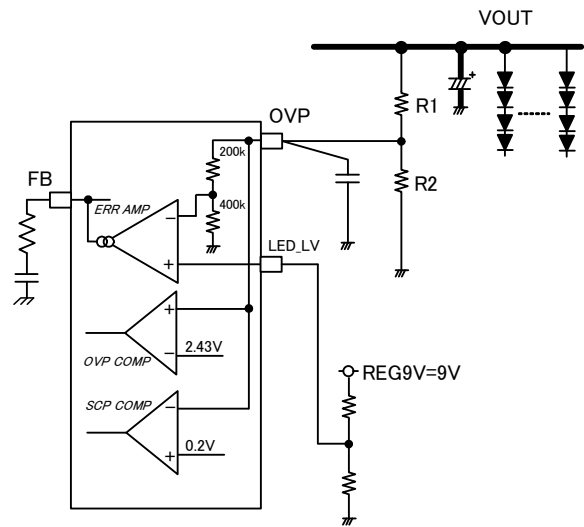 VOUT
OVP
R1
200k
R2
FB
ERR AMP
400k
LED_LV
2.43V
OVP COMP
REG9V=9V
SCP COMP
0.2V